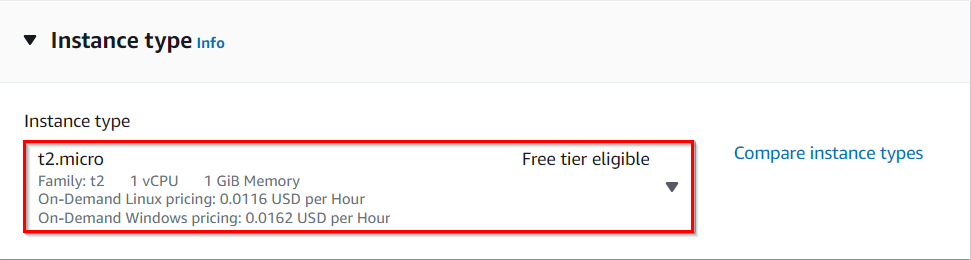 Instance type Info
Instance type
t2.micro Free tier eligible
Family: t2 1 vCPU 1 GiB Memory
On-Demand Linux pricing: 0.0116 USD per Hour
On-Demand Windows pricing: 0.0162 USD per Hour
Compare instance types